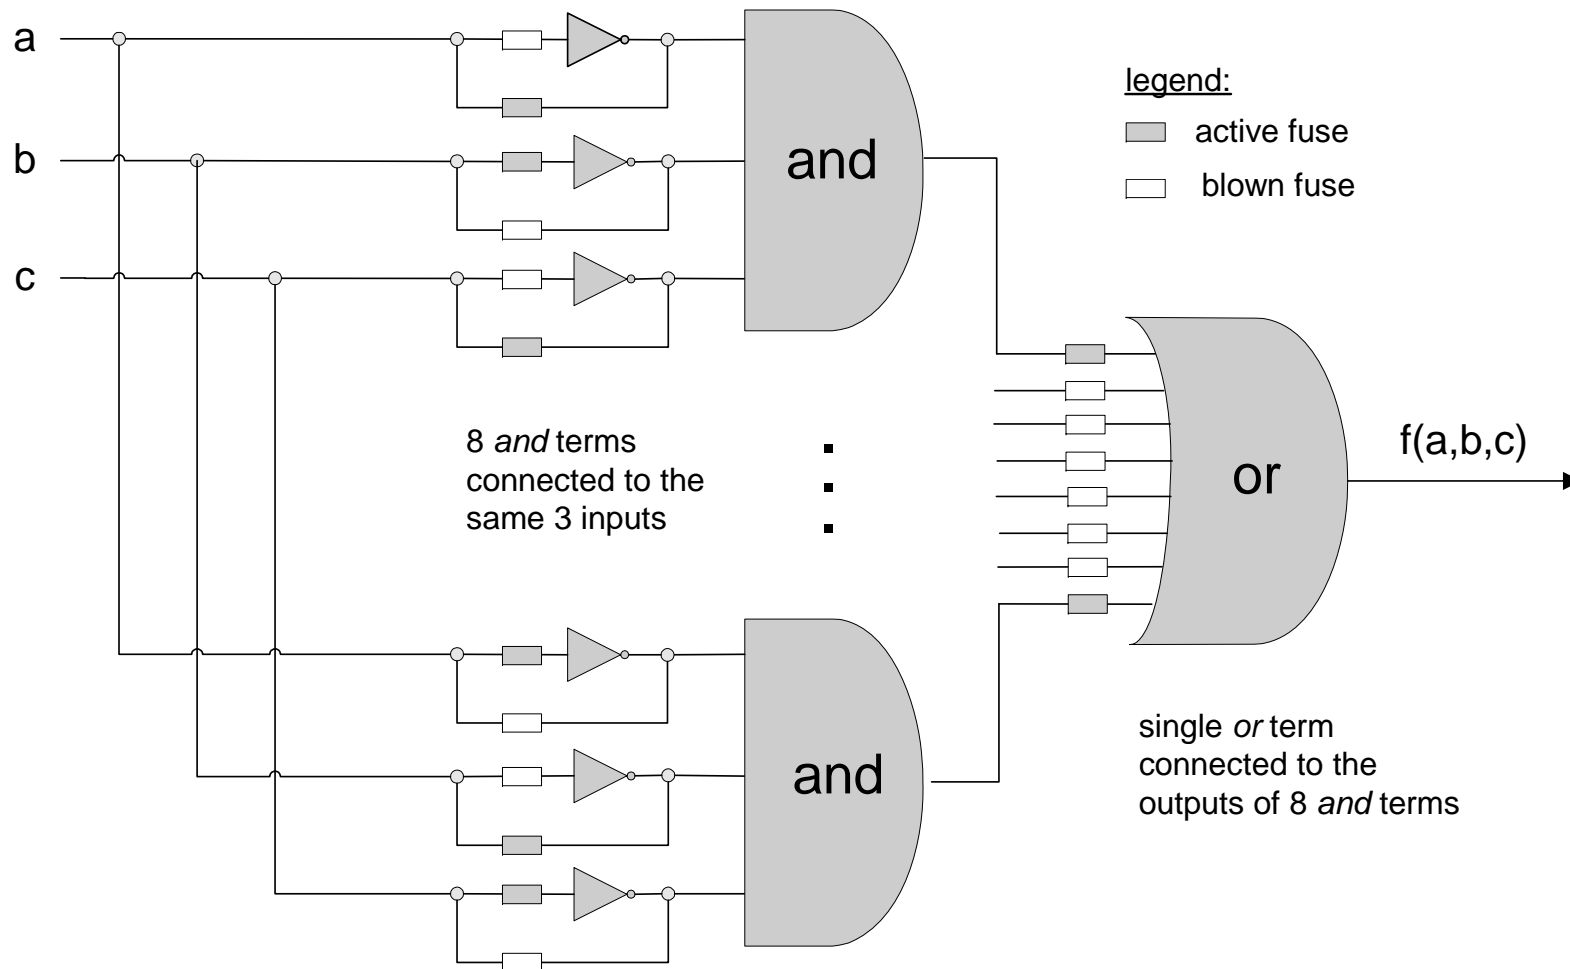 a
b
c
and
legend:
active fuse
blown fuse
8 and terms
connected to the
same 3 inputs
or
f(a,b,c)
and
single or term
connected to the
outputs of 8 and terms